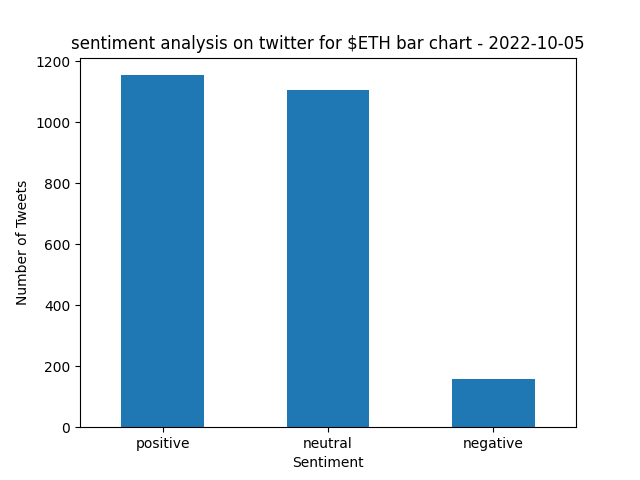 sentiment analysis on twitter for $ETH bar chart - 2022-10-05
1200
1000
800
600
400
200
0
Number of Tweets
positive
neutral
negative
Sentiment